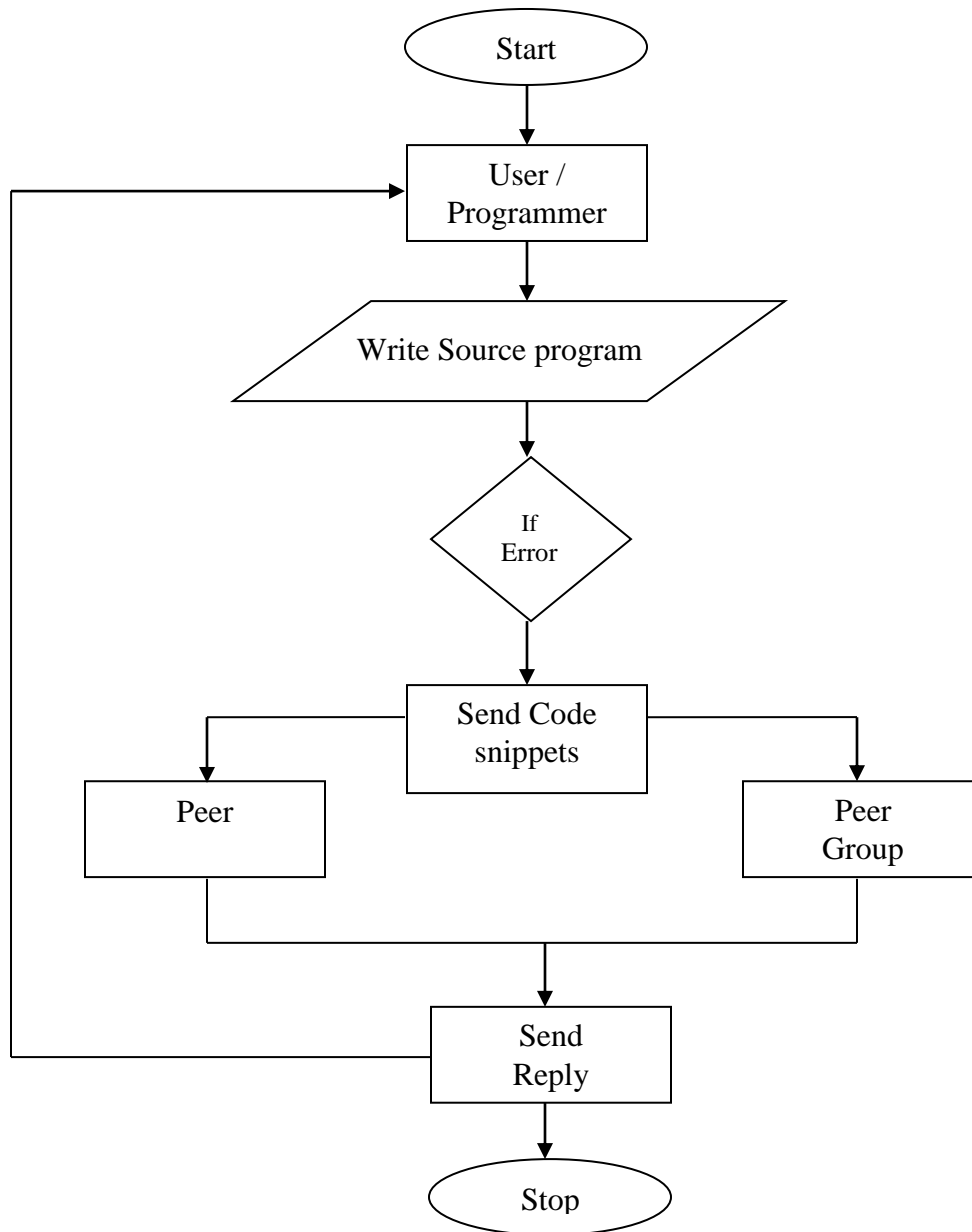 Start
User /
Programmer
Write Source program
If
Error
Send Code
snippets
Peer
Peer
Group
Send
Reply
Stop